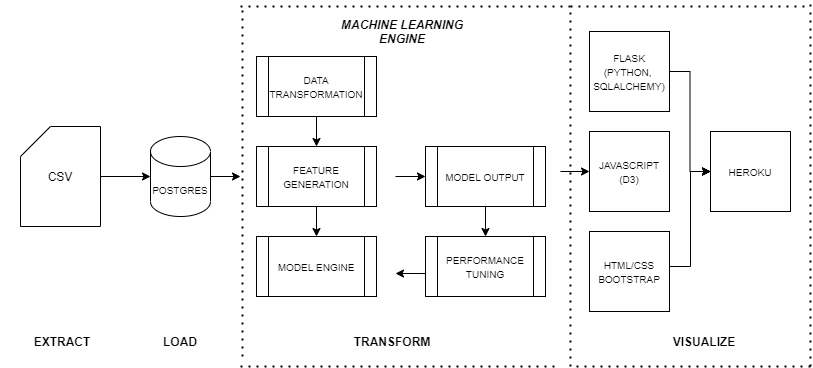 MACHINE LEARNING
ENGINE
DATA
TRANSFORMATION
FEATURE
GENERATION
MODEL ENGINE
MODEL OUTPUT
PERFORMANCE
TUNING
CSV
POSTGRES
FLASK
(PYTHON,
SQLALCHEMY)
JAVASCRIPT
(D3)
HTML/CSS
BOOTSTRAP
HEROKU
EXTRACT
LOAD
TRANSFORM
VISUALIZE